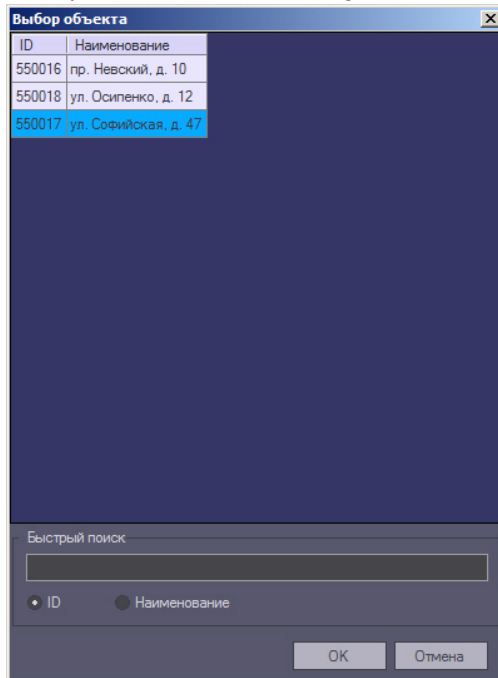 Выбор объекта
ID Наименование
550016 пр. Невский, д. 10
550018 ул. Осипенко, д. 12
550017 ул. Софийская, д. 47
Быстрый поиск
ID Наименование
OK Отмена